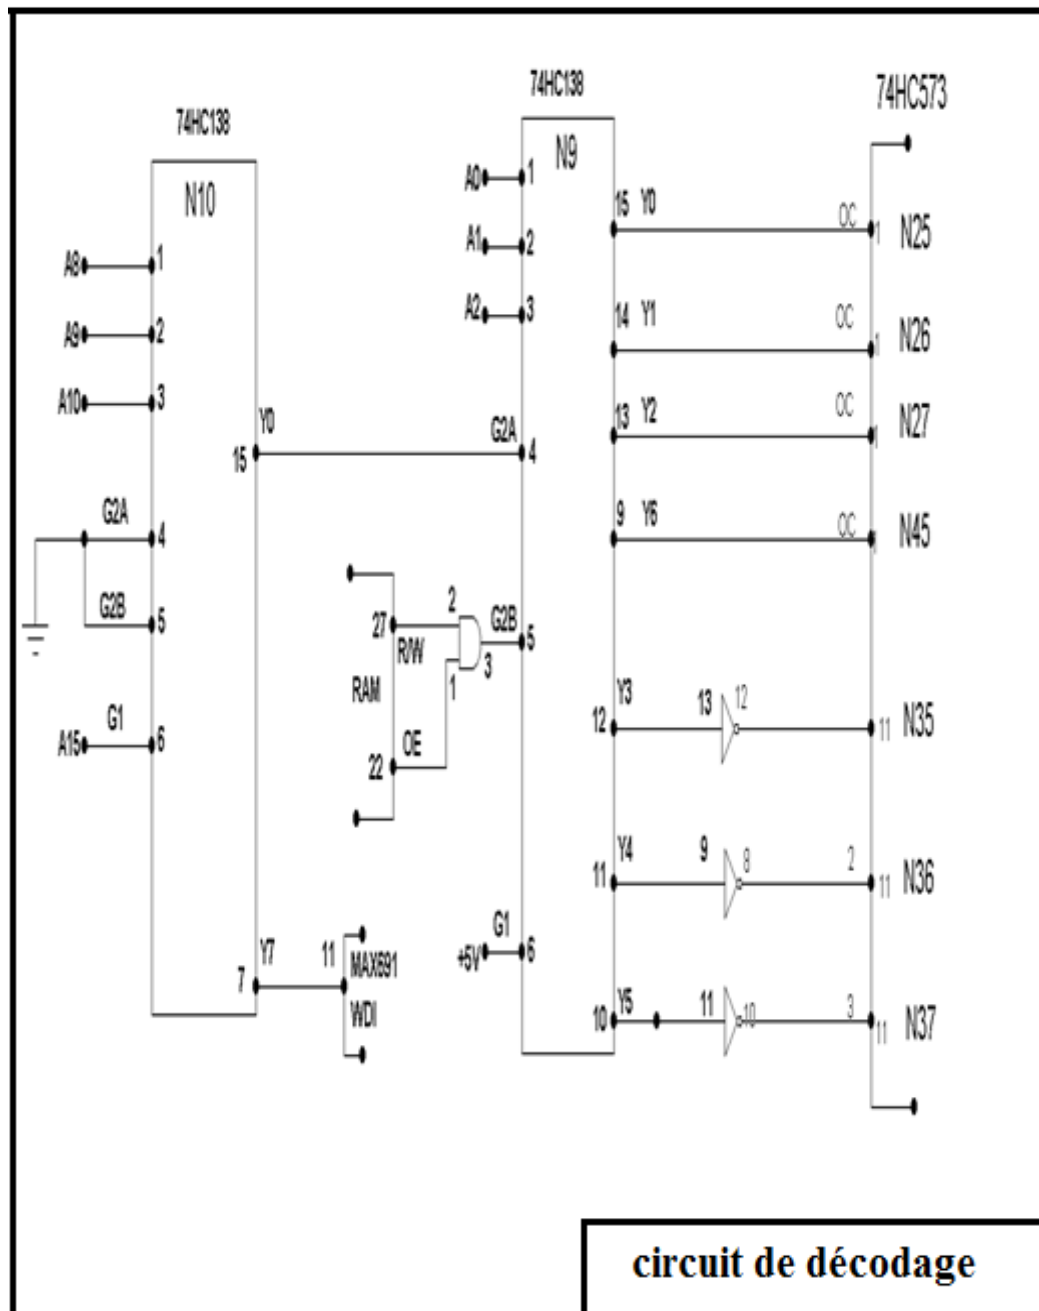 74HC138
N10
A8
1
A9
2
A10
3
Y0
15
G2A
4
G2B
5
G1
A15
6
Y7
7
11
MAX691
WDI
74HC138
N9
A0
1
A1
2
A2
3
G2A
4
2
27
R/W
G2B
5
3
1
RAM
OE
22
G1
+5V
6
15 Y0
14 Y1
13 Y2
9 Y6
Y3
12
Y4
11
Y5
10
13
12
9
8
11
10
74HC573
OC
1
N25
OC
1
N26
OC
1
N27
OC
1
N45
11
N35
2
11
N36
3
11
N37
circuit de décodage